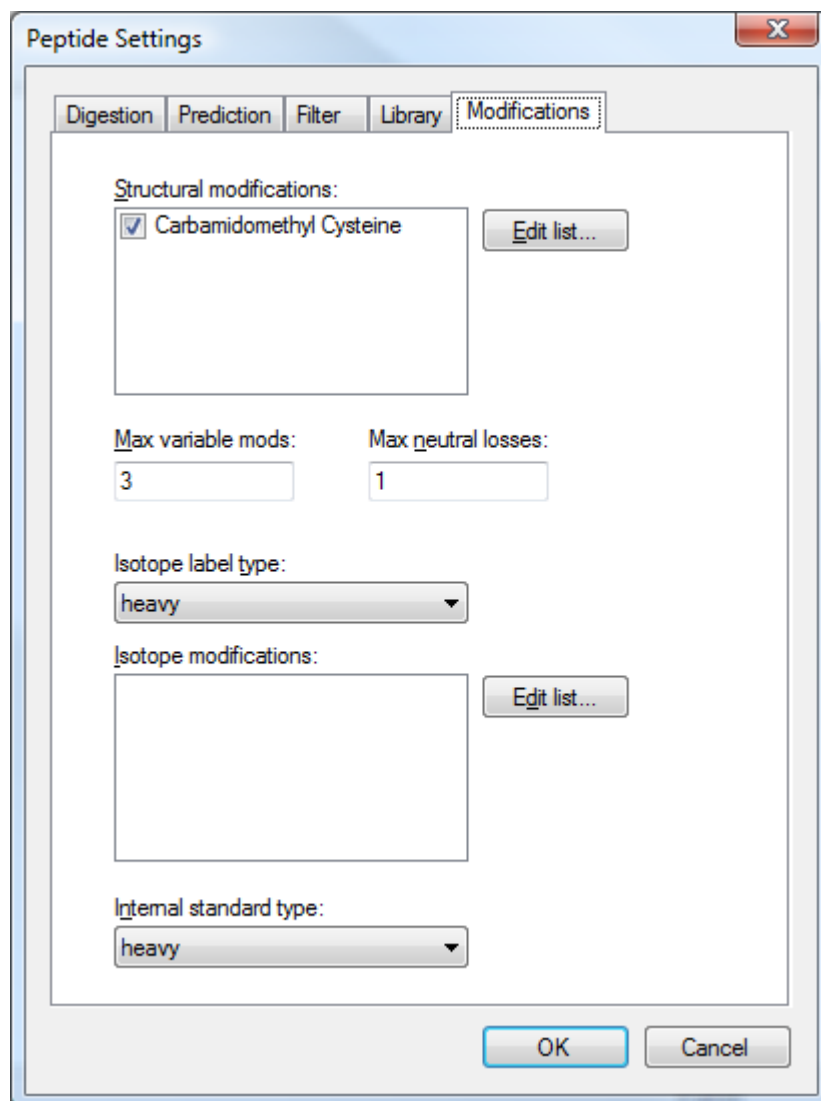 Peptide Settings
Digestion Prediction Filter Library Modifications
Structural modifications:
Carbamidomethyl Cysteine
Edit list...
Max variable mods: Max neutral losses:
3 1
Isotope label type:
heavy
Isotope modifications:
Edit list...
Internal standard type:
heavy
OK Cancel